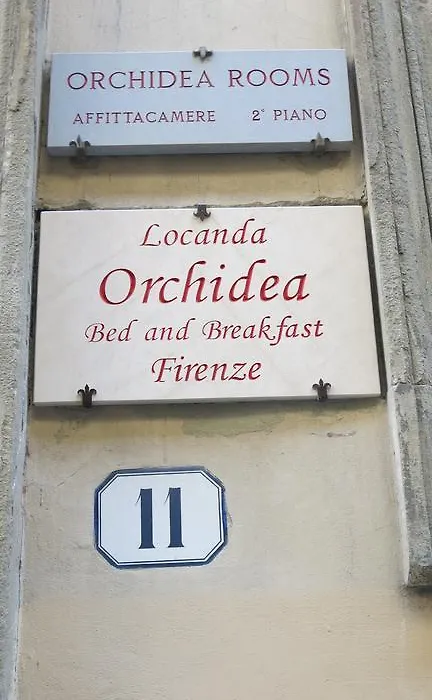 ORCHIDEA ROOMS
AFFITTACAMERE 2° PIANO
Locanda
Orchidea
Bed and Breakfast
Firenze
11